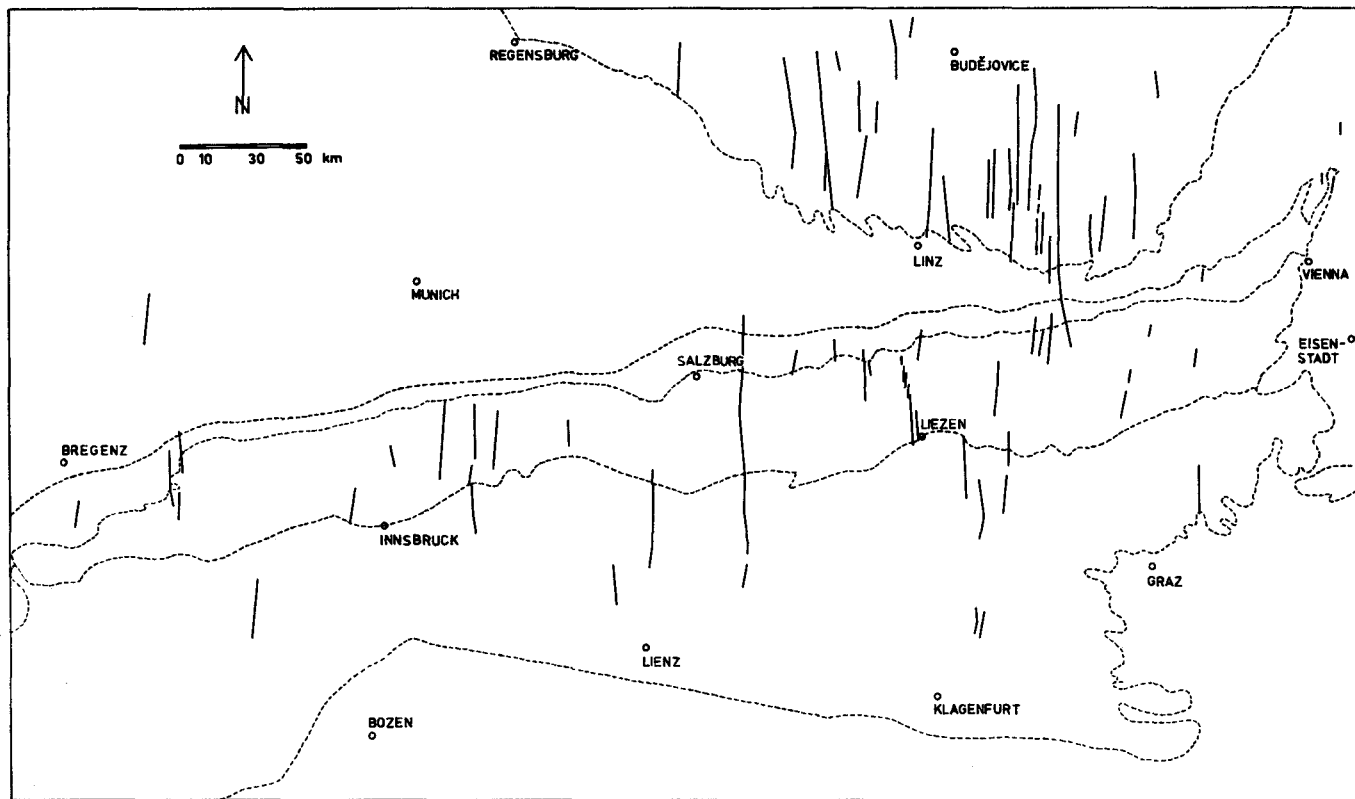 REGENSBURG
BUDĚJOVICE
N
0 10 30 50 km
LINZ
VIENNA
MUNICH
EISEN-
STADT
SALZBURG
LIEZEN
BREGENZ
INNSBRUCK
GRAZ
LIENZ
KLAGENFURT
BOZEN